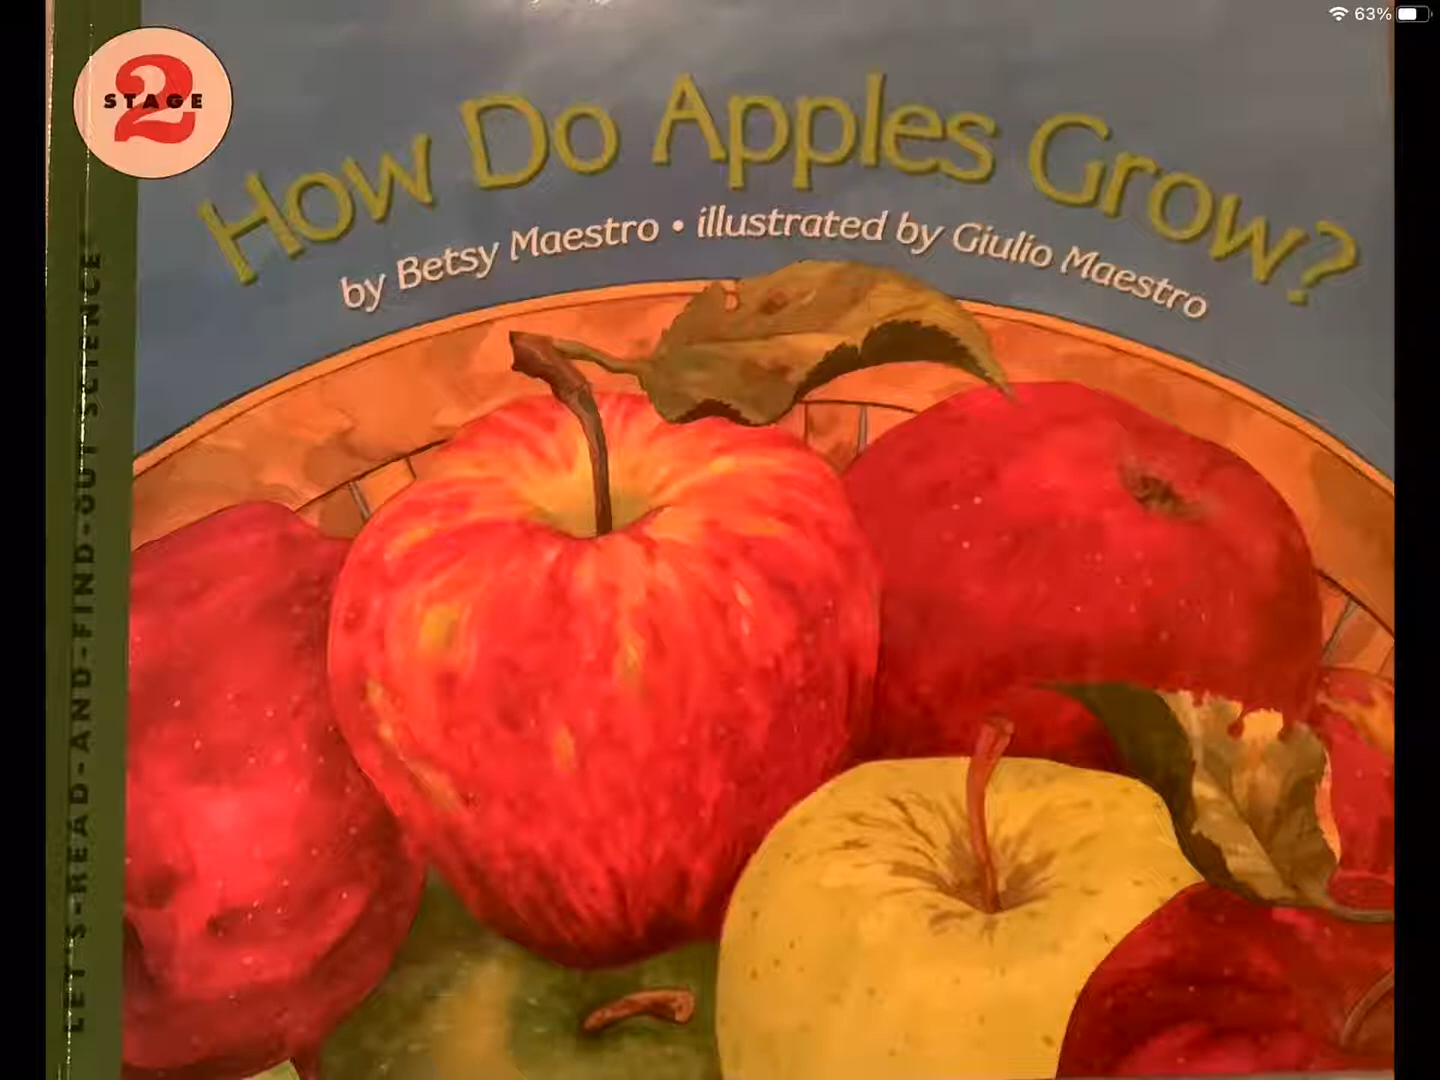 63%
STAGE 2
How Do Apples Grow?
by Betsy Maestro • illustrated by Giulio Maestro
LET'S-READ-AND-FIND-OUT SCIENCE